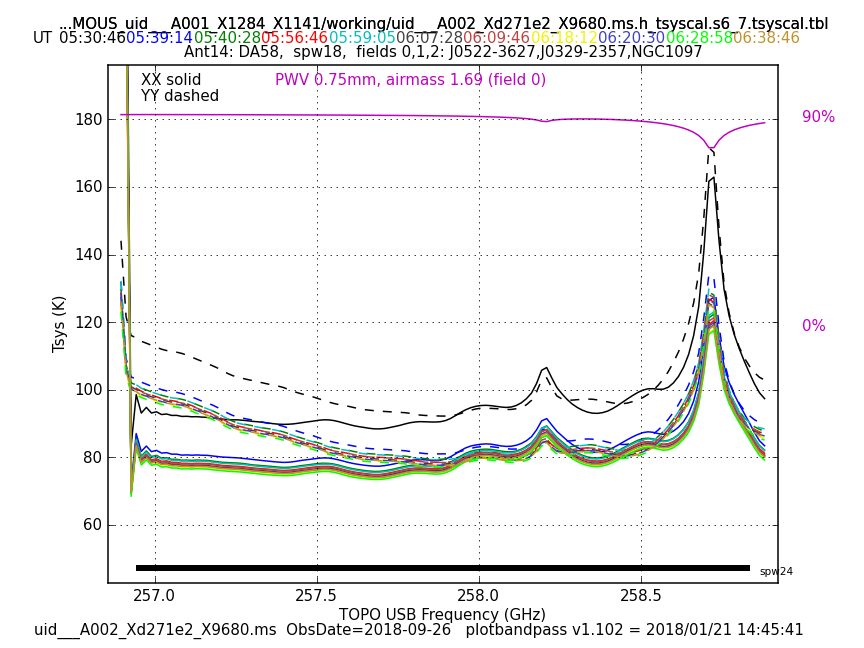 ...MOUS_uid___A001_X1284_X1141/working/uid___A002_Xd271e2_X9680.ms.h_tsyscal.s6_7.tsyscal.tbl
UT 05:30:46 05:39:14 05:40:28 05:56:46 05:59:05 06:07:28 06:09:46 06:18:12 06:20:30 06:28:58 06:38:46
Ant14: DA58,  spw18,  fields 0,1,2: J0522-3627,J0329-2357,NGC1097
XX solid
PWV 0.75mm, airmass 1.69 (field 0)
YY dashed
180
90%
160
140
120
0%
Tsys (K)
100
80
60
spw24
257.0 257.5 258.0 258.5
TOPO USB Frequency (GHz)
uid___A002_Xd271e2_X9680.ms  ObsDate=2018-09-26   plotbandpass v1.102 = 2018/01/21 14:45:41